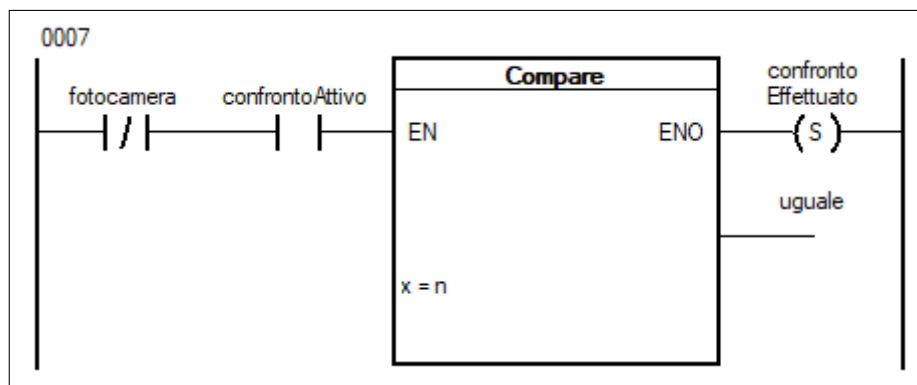 0007
fotocamera
confrontoAttivo
Compare
confronto
Effettuato
EN
ENO
S
uguale
x = n